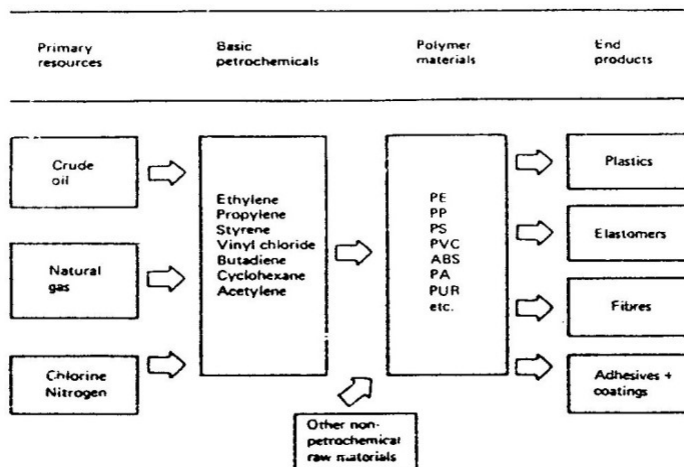 Primary
resources
Basic
petrochemicals
Polymer
materials
End
products
Crude
oil
Natural
gas
Chlorine
Nitrogen
Ethylene
Propylene
Styrene
Vinyl chloride
Butadiene
Cyclohexane
Acetylene
Other non-
petrochemical
raw materials
PE
PP
PS
PVC
ABS
PA
PUR
etc.
Plastics
Elastomers
Fibres
Adhesives +
coatings